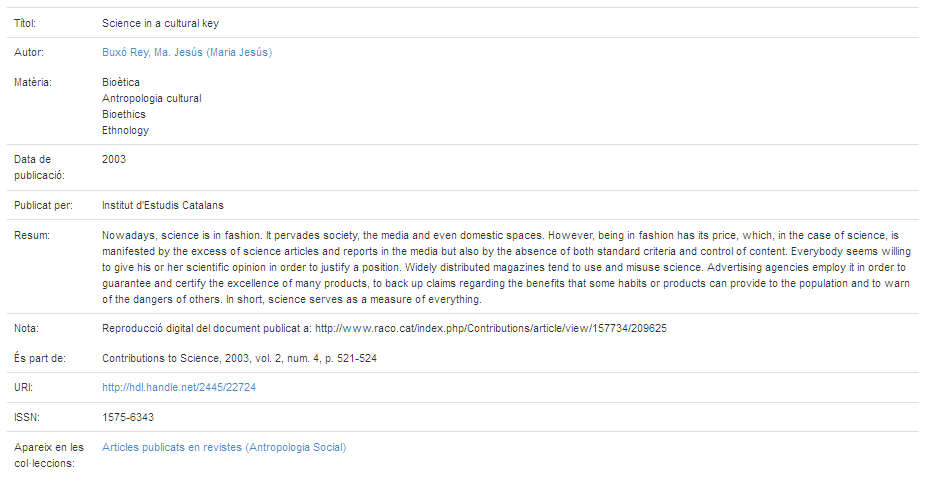 Títol: Science in a cultural key
Autor: Buxó Rey, Ma. Jesús (Maria Jesús)
Matèria: Bioètica
Antropologia cultural
Bioethics
Ethnology
Data de publicació: 2003
Publicat per: Institut d'Estudis Catalans
Resum: Nowadays, science is in fashion. It pervades society, the media and even domestic spaces. However, being in fashion has its price, which, in the case of science, is
manifested by the excess of science articles and reports in the media but also by the absence of both standard criteria and control of content. Everybody seems willing
to give his or her scientific opinion in order to justify a position. Widely distributed magazines tend to use and misuse science. Advertising agencies employ it in order to
guarantee and certify the excellence of many products, to back up claims regarding the benefits that some habits or products can provide to the population and to warn
of the dangers of others. In short, science serves as a measure of everything.
Nota: Reproducció digital del document publicat a: http://www.raco.cat/index.php/Contributions/article/view/157734/209625
És part de: Contributions to Science, 2003, vol. 2, num. 4, p. 521-524
URI: http://hdl.handle.net/2445/22724
ISSN: 1575-6343
Apareix en les col·leccions: Articles publicats en revistes (Antropologia Social)